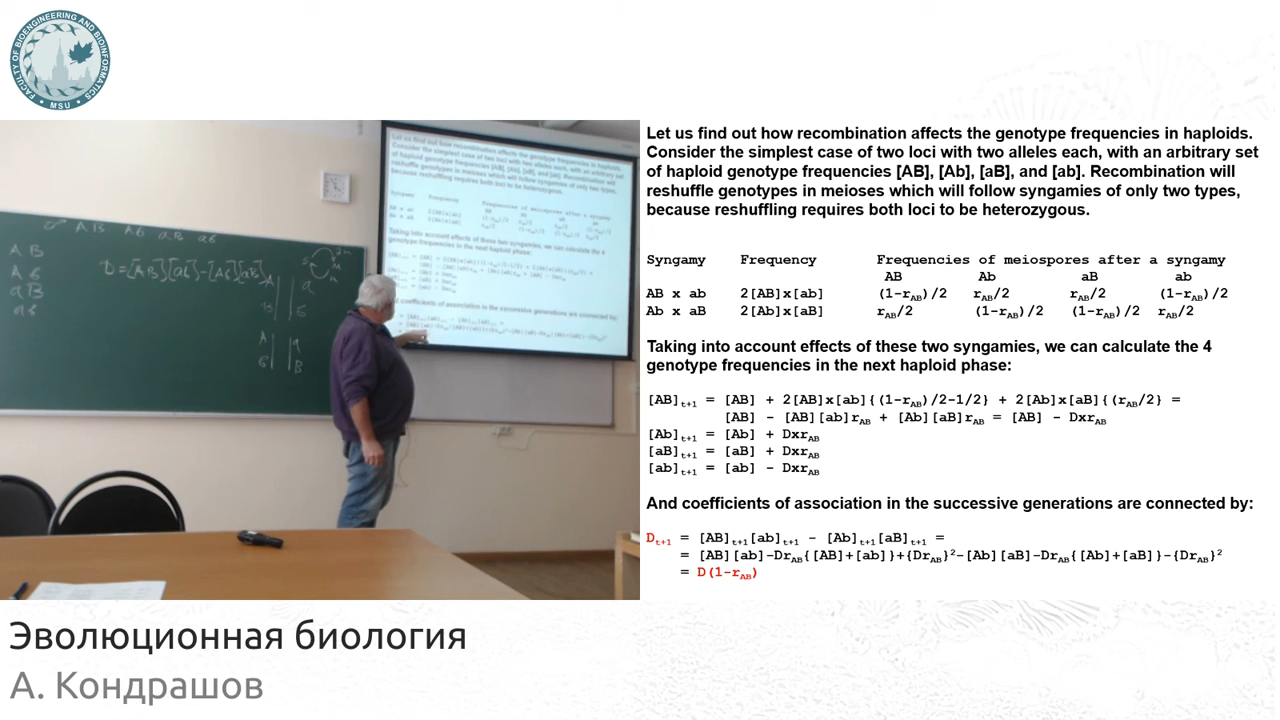 FACULTY OF BIOENGINEERING AND BIOINFORMATICS
• MSU •
A B A б a B a б
A B
A б
a B
a б
D=[AB][aб]-[Aб][aB]
Let us find out how recombination affects the genotype frequencies in haploids.
Consider the simplest case of two loci with two alleles each, with an arbitrary set
of haploid genotype frequencies [AB], [Ab], [aB], and [ab]. Recombination will
reshuffle genotypes in meioses which will follow syngamies of only two types,
because reshuffling requires both loci to be heterozygous.
Syngamy Frequency Frequencies of meiospores after a syngamy
AB Ab aB ab
AB x ab 2[AB]x[ab] (1-rAB)/2 rAB/2 rAB/2 (1-rAB)/2
Ab x aB 2[Ab]x[aB] rAB/2 (1-rAB)/2 (1-rAB)/2 rAB/2
Taking into account effects of these two syngamies, we can calculate the 4
genotype frequencies in the next haploid phase:
[AB]t+1 = [AB] + 2[AB]x[ab]{(1-rAB)/2-1/2} + 2[Ab]x[aB]{(rAB/2} =
[AB] - [AB][ab]rAB + [Ab][aB]rAB = [AB] - DxrAB
[Ab]t+1 = [Ab] + DxrAB
[aB]t+1 = [aB] + DxrAB
[ab]t+1 = [ab] - DxrAB
And coefficients of association in the successive generations are connected by:
Dt+1 = [AB]t+1[ab]t+1 - [Ab]t+1[aB]t+1 =
= [AB][ab]-DrAB{[AB]+[ab]}+{DrAB}²-[Ab][aB]-DrAB{[Ab]+[aB]}-{DrAB}²
= D(1-rAB)
Эволюционная биология
А. Кондрашов